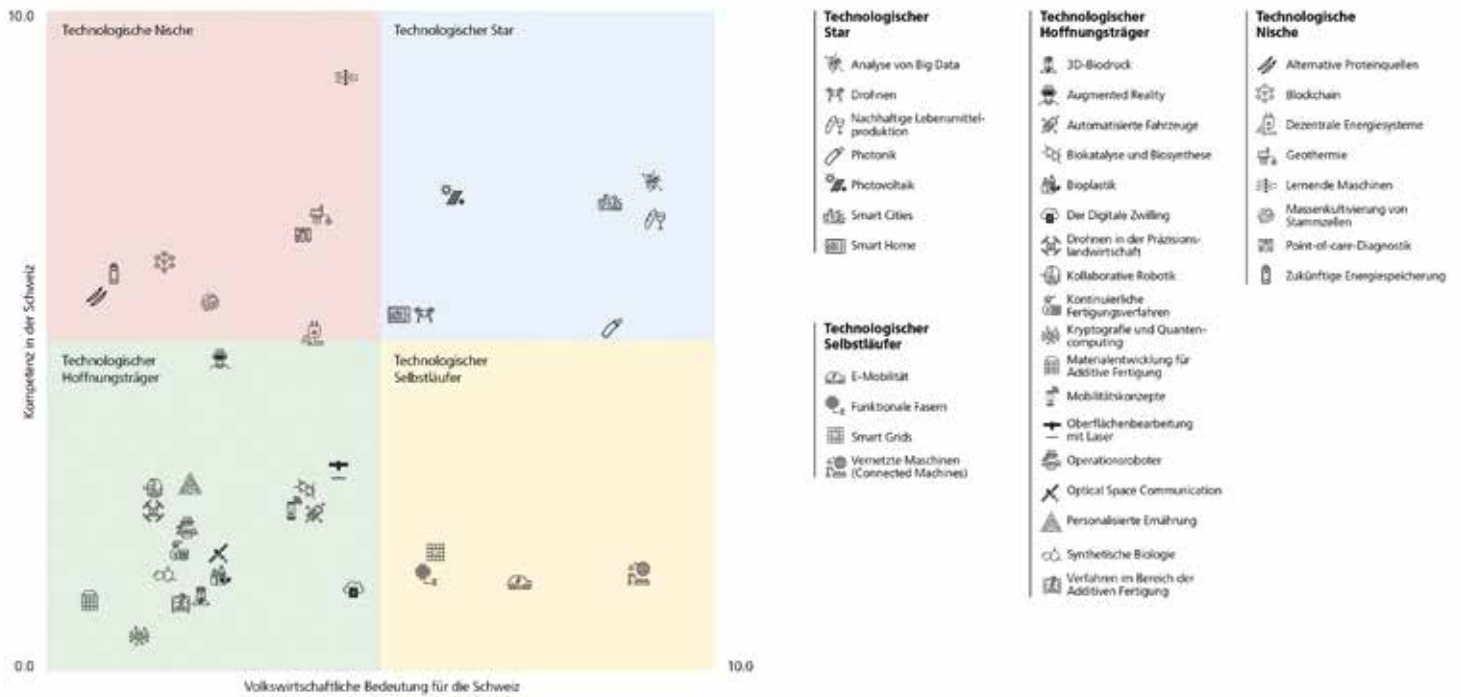 10.0
Technologische Nische
Technologischer Star
Kompetenz in der Schweiz
Technologischer
Hoffnungsträger
Technologischer
Selbstläufer
0.0
10.0
Volkswirtschaftliche Bedeutung für die Schweiz
Technologischer
Star
Analyse von Big Data
Drohnen
Nachhaltige Lebensmittel-
produktion
Photonik
Photovoltaik
Smart Cities
Smart Home
Technologischer
Selbstläufer
E-Mobilität
Funktionale Fasern
Smart Grids
Vernetzte Maschinen
(Connected Machines)
Technologischer
Hoffnungsträger
3D-Biodruck
Augmented Reality
Automatisierte Fahrzeuge
Biokatalyse und Biosynthese
Bioplastik
Der Digitale Zwilling
Drohnen in der Präzisions-
landwirtschaft
Kollaborative Robotik
Kontinuierliche
Fertigungsverfahren
Kryptografie und Quanten-
computing
Materialentwicklung für
Additive Fertigung
Mobilitätskonzepte
Oberflächenbearbeitung
mit Laser
Operationsroboter
Optical Space Communication
Personalisierte Ernährung
Synthetische Biologie
Verfahren im Bereich der
Additiven Fertigung
Technologische
Nische
Alternative Proteinquellen
Blockchain
Dezentrale Energiesysteme
Geothermie
Lernende Maschinen
Massenkultivierung von
Stammzellen
Point-of-care-Diagnostik
Zukünftige Energiespeicherung